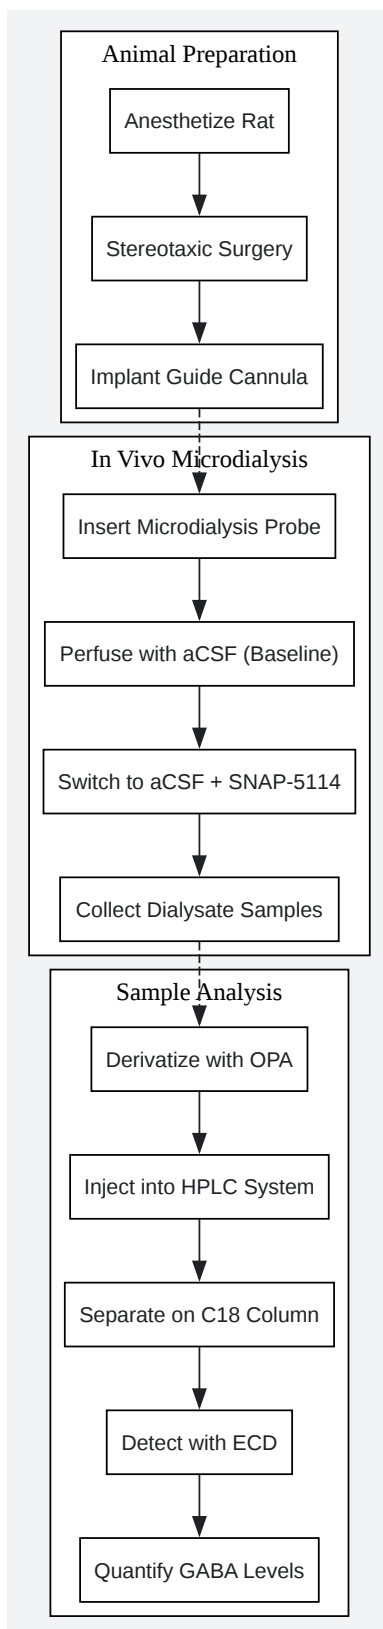 Animal Preparation
Anesthetize Rat
Stereotaxic Surgery
Implant Guide Cannula
In Vivo Microdialysis
Insert Microdialysis Probe
Perfuse with aCSF (Baseline)
Switch to aCSF + SNAP-5114
Collect Dialysate Samples
Sample Analysis
Derivatize with OPA
Inject into HPLC System
Separate on C18 Column
Detect with ECD
Quantify GABA Levels